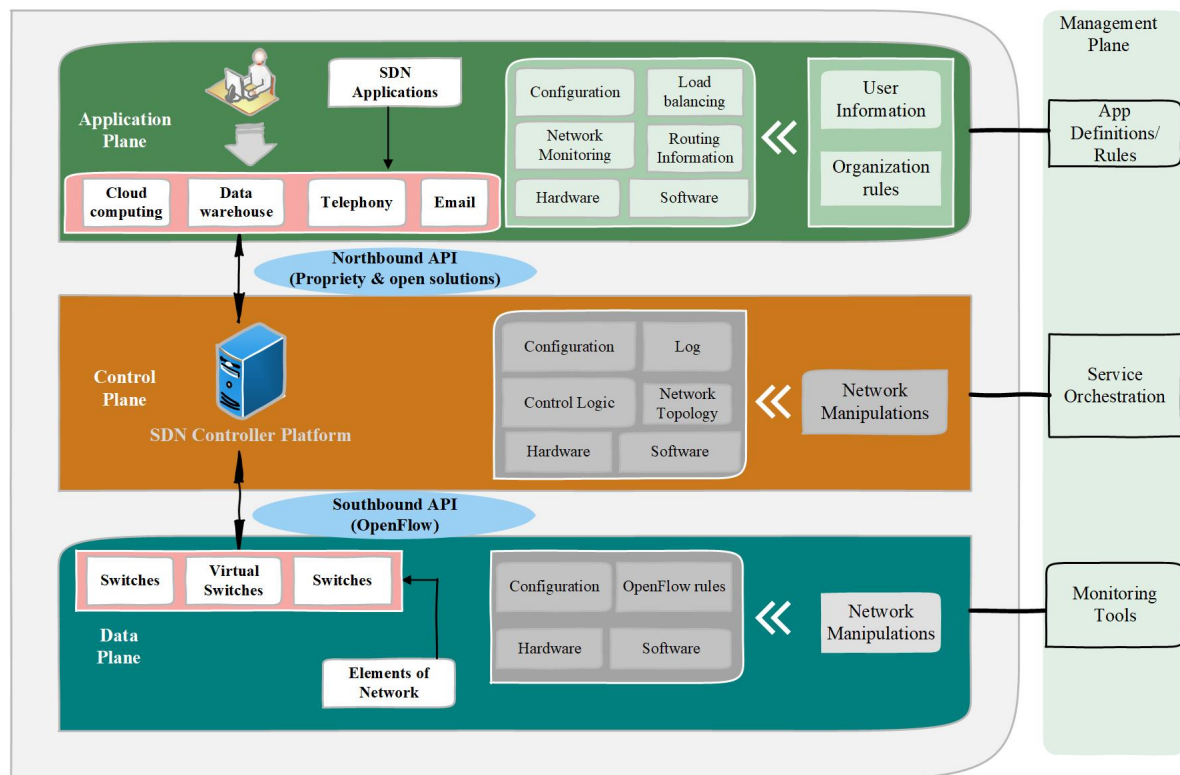 Management
Plane
SDN
Applications
Application
Plane
Cloud
computing
Data
warehouse
Telephony
Email
Configuration
Load
balancing
Network
Monitoring
Routing
Information
Hardware
Software
User
Information
Organization
rules
App
Definitions/
Rules
Northbound API
(Propriety & open solutions)
Control
Plane
SDN Controller Platform
Configuration
Log
Control Logic
Network
Topology
Hardware
Software
Network
Manipulations
Service
Orchestration
Southbound API
(OpenFlow)
Switches
Virtual
Switches
Switches
Data
Plane
Elements of
Network
Configuration
OpenFlow rules
Hardware
Software
Network
Manipulations
Monitoring
Tools